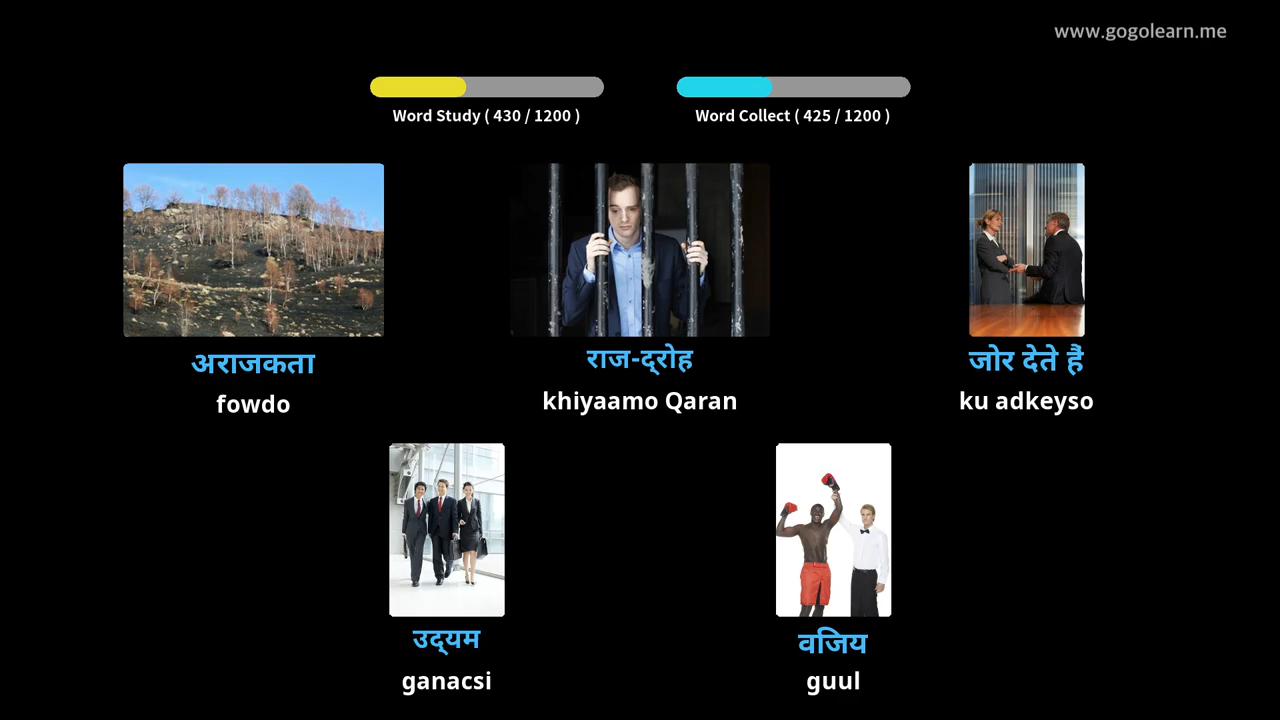 www.gogolearn.me
Word Study ( 430 / 1200 )
Word Collect ( 425 / 1200 )
अराजकता
fowdo
राज-द्रोह
khiyaamo Qaran
जोर देते हैं
ku adkeyso
उद्यम
ganacsi
वजिय
guul